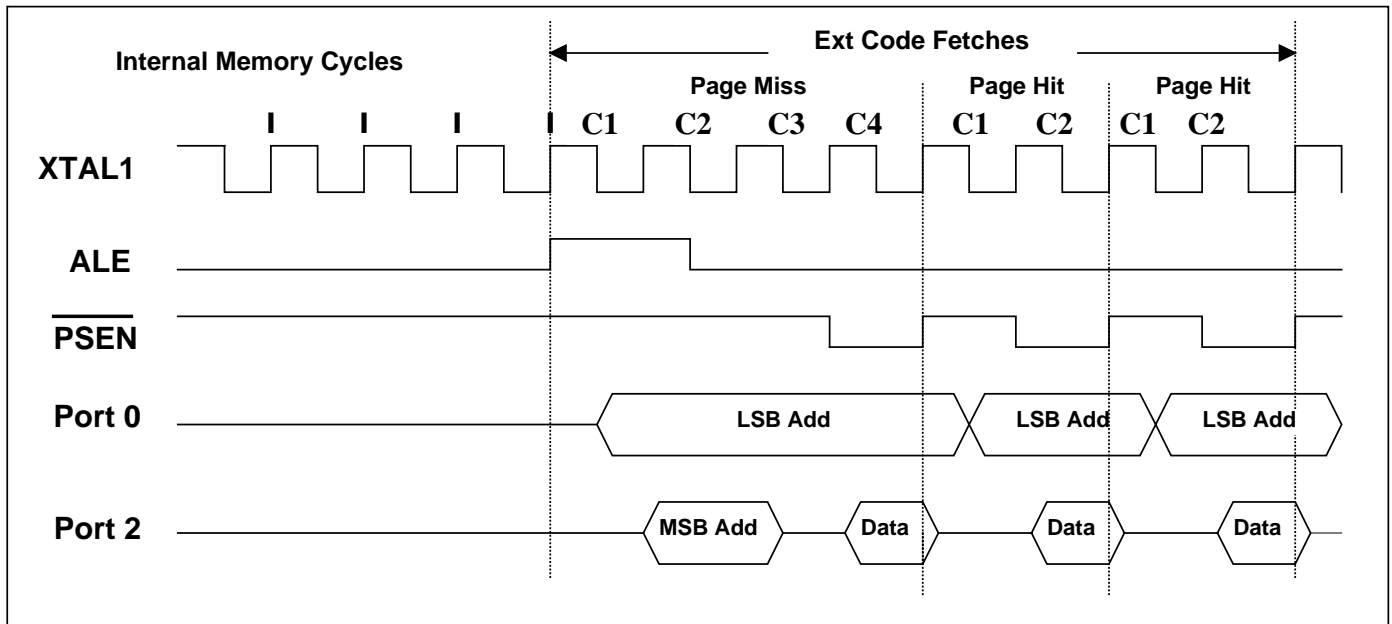 Ext Code Fetches
Internal Memory Cycles
Page Miss Page Hit Page Hit
I I I I C1 C2 C3 C4 C1 C2 C1 C2
XTAL1
ALE
PSEN
Port 0 LSB Add LSB Add LSB Add
Port 2 MSB Add Data Data Data